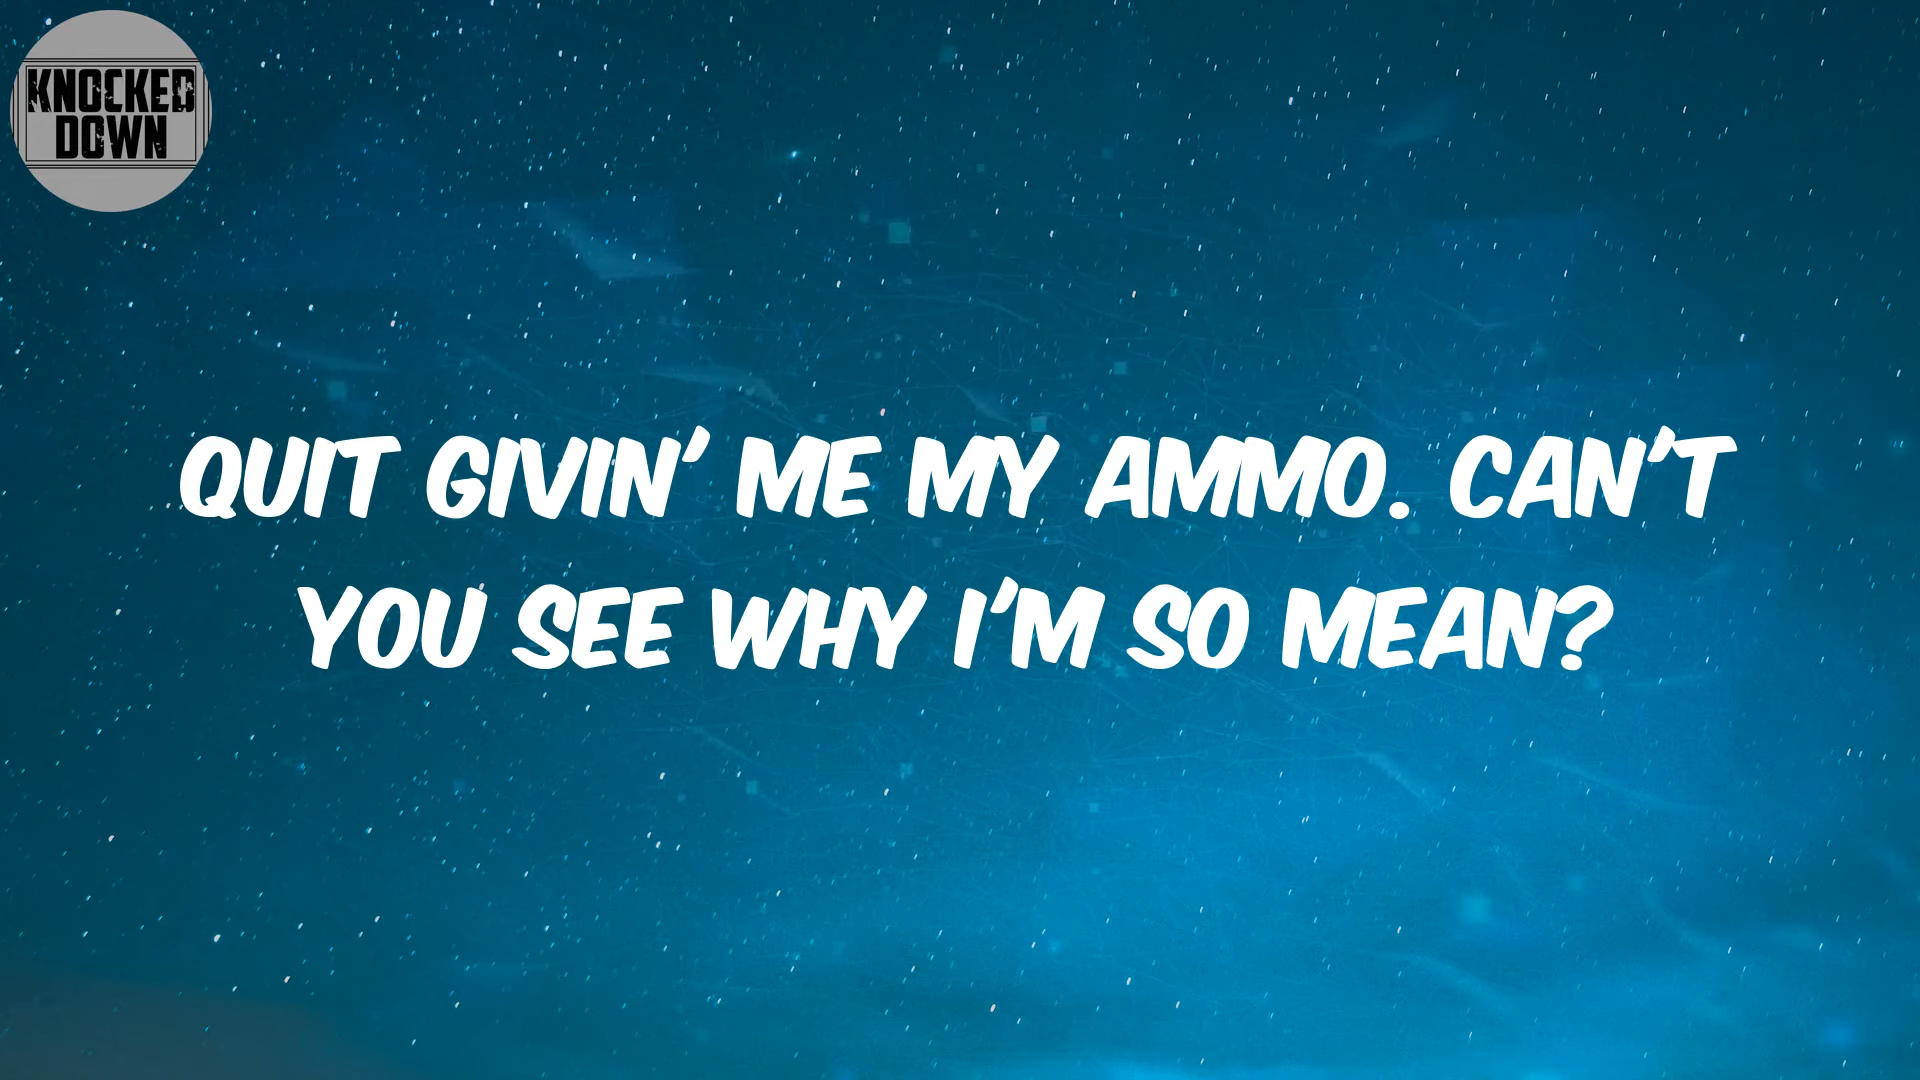 KNOCKED
DOWN
QUIT GIVIN' ME MY AMMO. CAN'T
YOU SEE WHY I'M SO MEAN?